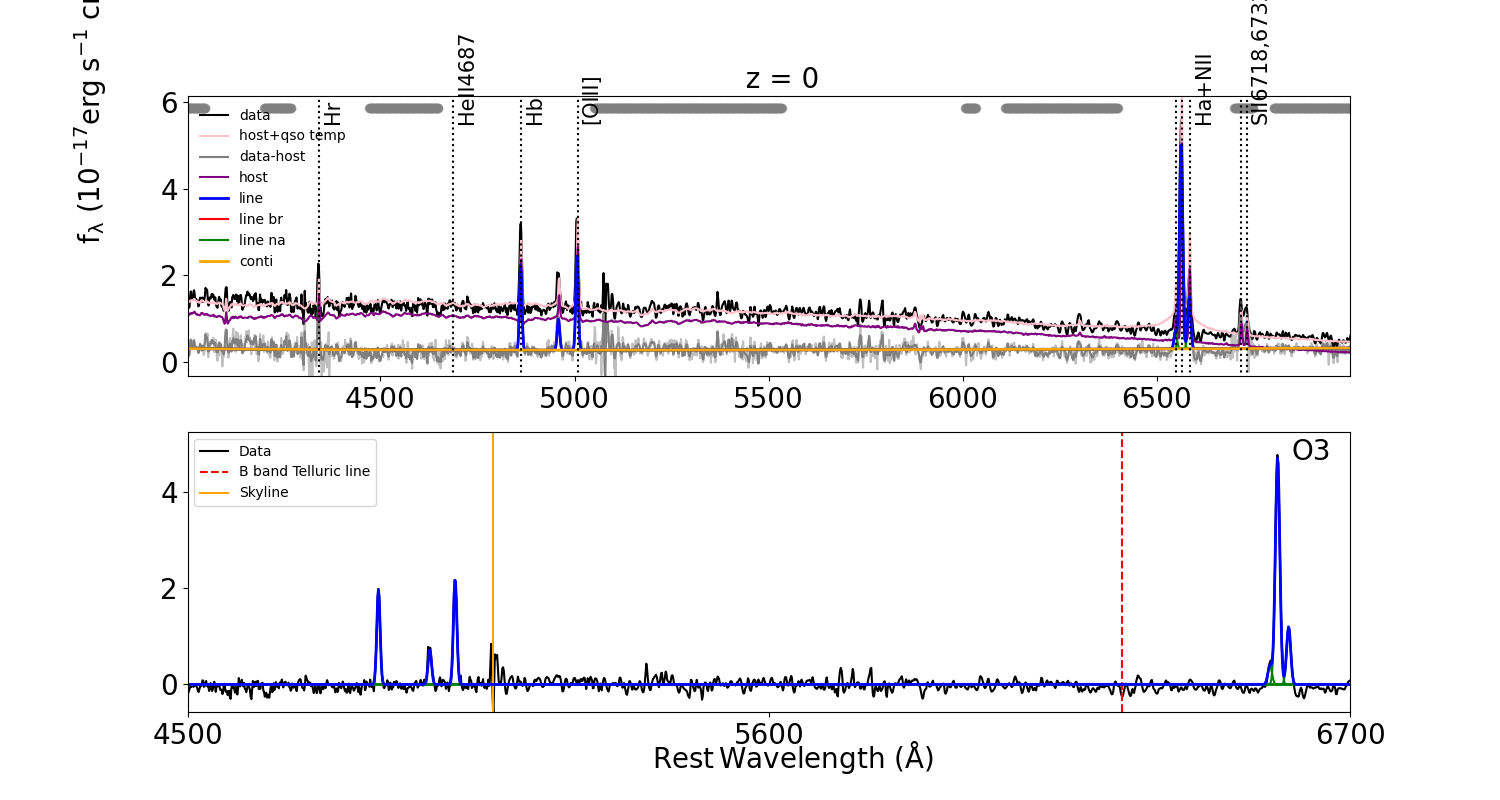 z = 0
f_λ (10^−17 erg s^−1 c
Hr
HeII4687
Hb
[OIII]
Ha+NII
SII6718,673
data
host+qso temp
data-host
host
line
line br
line na
conti
6
4
2
0
4500 5000 5500 6000 6500
O3
Data
B band Telluric line
Skyline
4
2
0
4500 5600 6700
Rest Wavelength (Å)